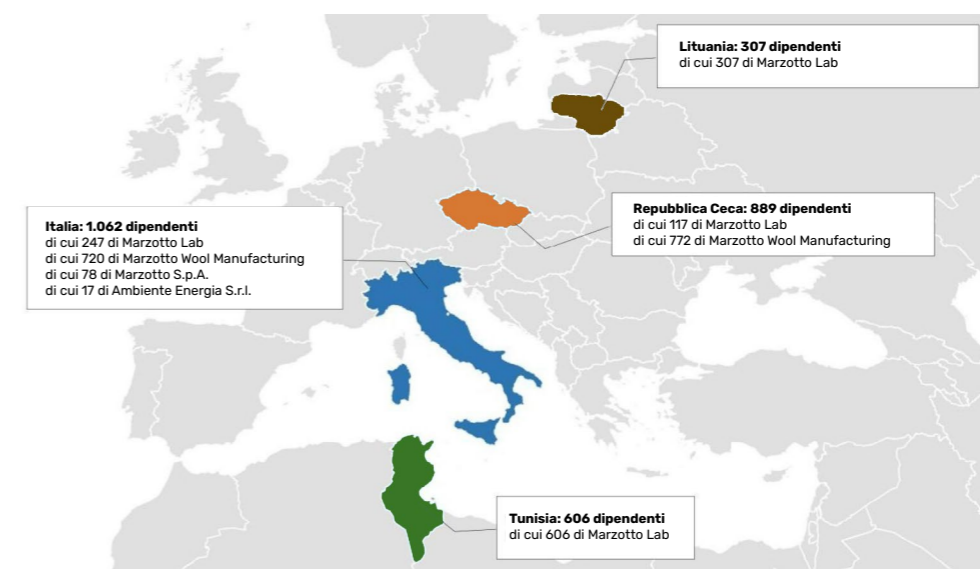 Lituania: 307 dipendenti
di cui 307 di Marzotto Lab
Repubblica Ceca: 889 dipendenti
di cui 117 di Marzotto Lab
di cui 772 di Marzotto Wool Manufacturing
Italia: 1.062 dipendenti
di cui 247 di Marzotto Lab
di cui 720 di Marzotto Wool Manufacturing
di cui 78 di Marzotto S.p.A.
di cui 17 di Ambiente Energia S.r.l.
Tunisia: 606 dipendenti
di cui 606 di Marzotto Lab